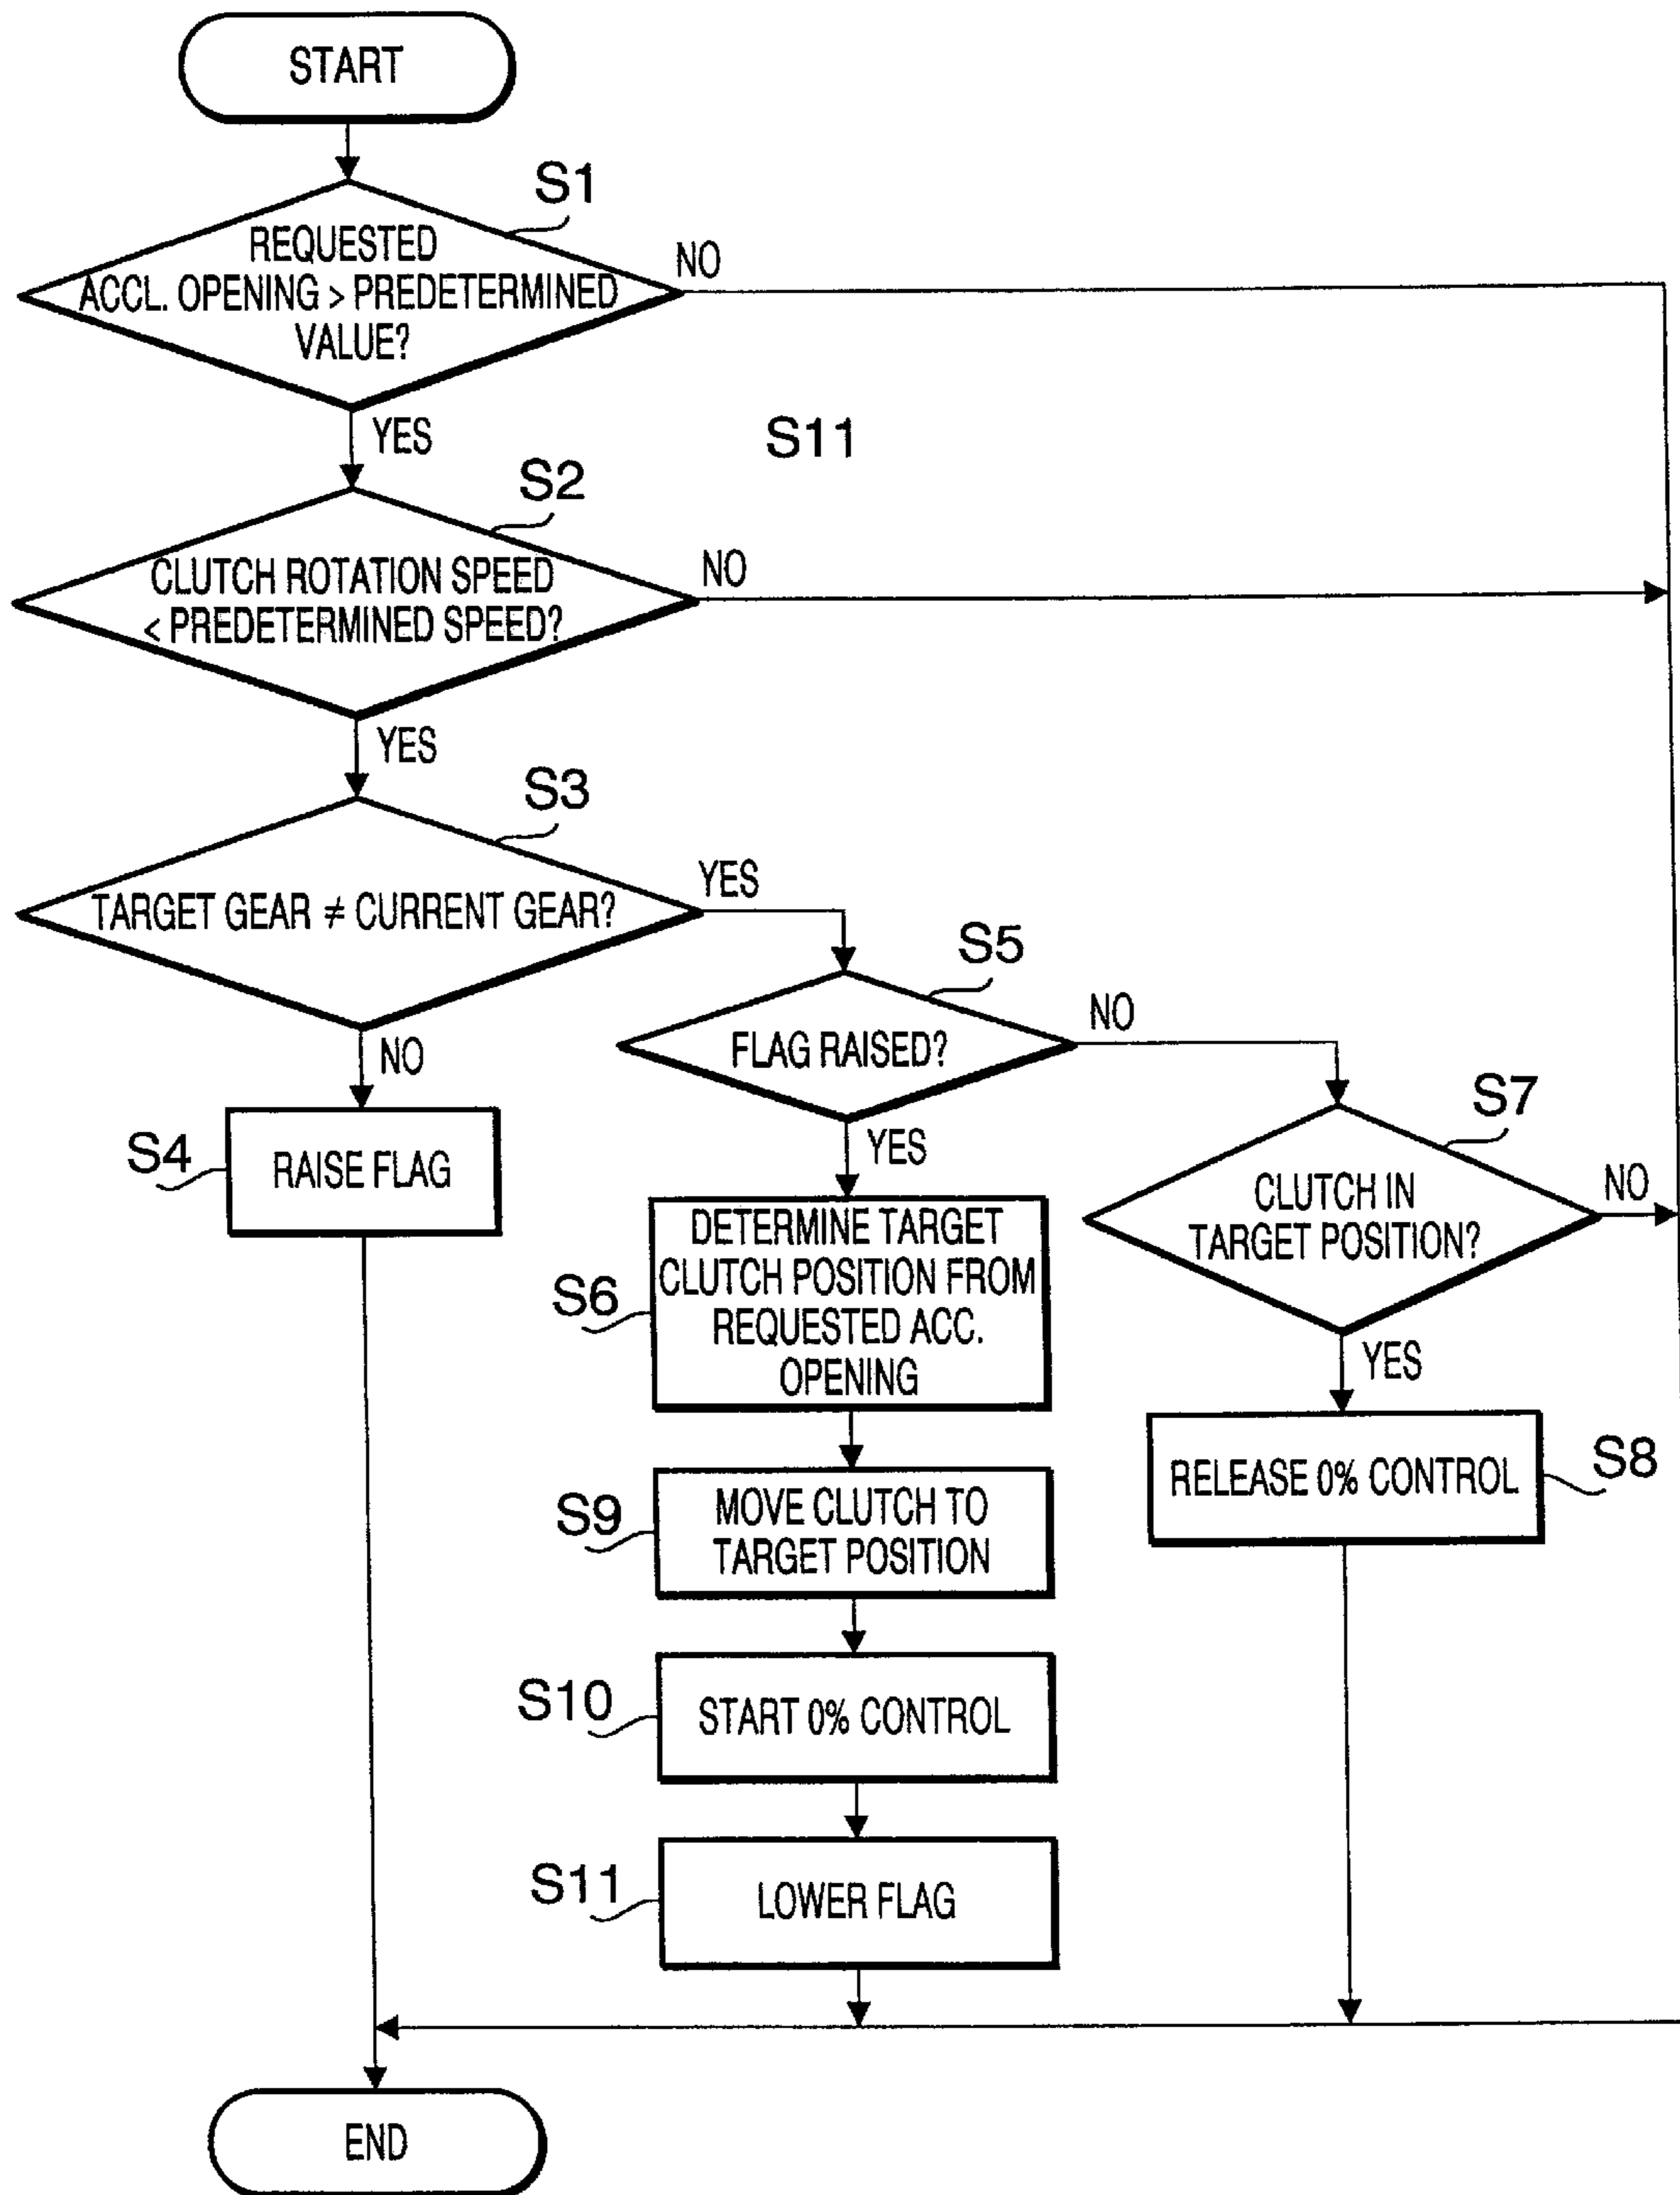 START
S1
REQUESTED
ACCL. OPENING > PREDETERMINED
VALUE?
NO
YES
S11
S2
CLUTCH ROTATION SPEED
< PREDETERMINED SPEED?
NO
YES
S3
TARGET GEAR ≠ CURRENT GEAR?
YES
NO
S5
FLAG RAISED?
NO
YES
S4
RAISE FLAG
S7
CLUTCH IN
TARGET POSITION?
NO
YES
S6
DETERMINE TARGET
CLUTCH POSITION FROM
REQUESTED ACC.
OPENING
S8
RELEASE 0% CONTROL
S9
MOVE CLUTCH TO
TARGET POSITION
S10
START 0% CONTROL
S11
LOWER FLAG
END